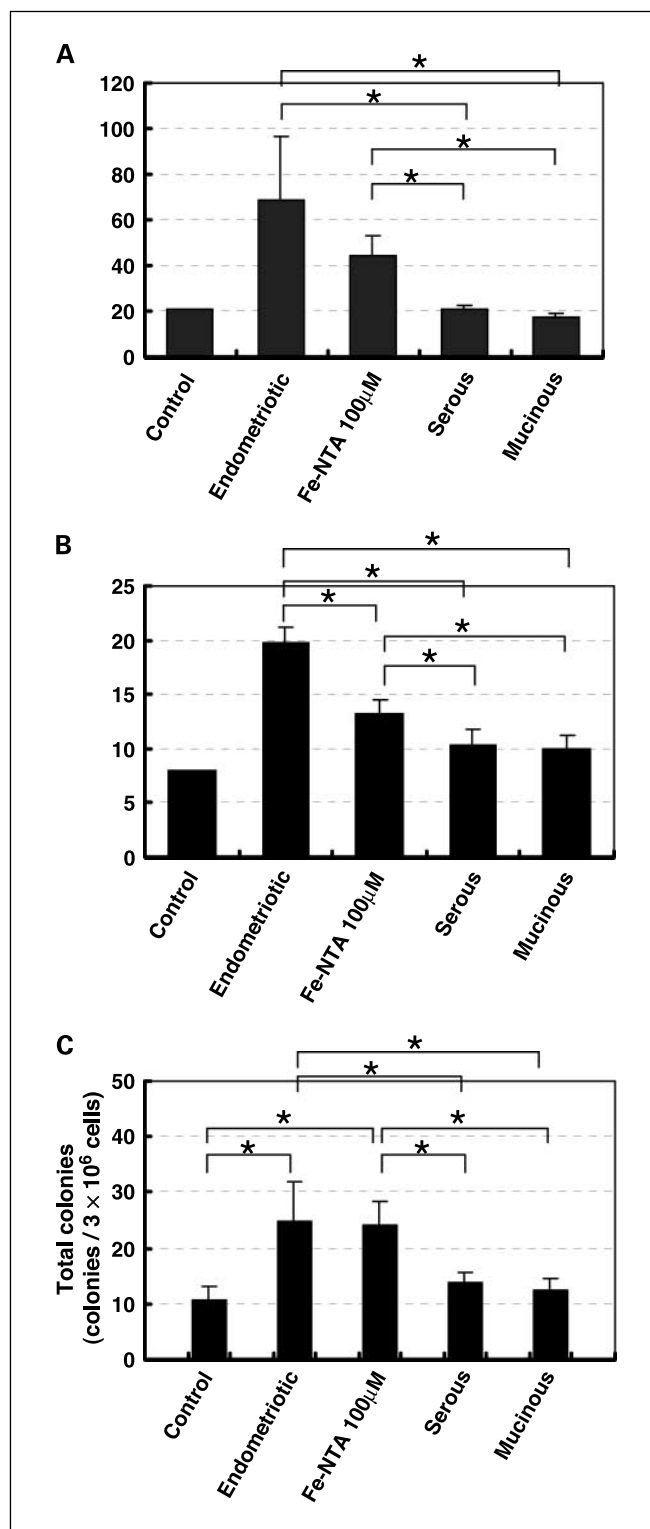 A
*
*
*
*
120
100
80
60
40
20
0
Control
Endometriotic
Fe-NTA 100μM
Serous
Mucinous
B
*
*
*
*
*
25
20
15
10
5
0
Control
Endometriotic
Fe-NTA 100μM
Serous
Mucinous
C
*
*
*
*
*
*
Total colonies
(colonies / 3 × 10⁶ cells)
50
40
30
20
10
0
Control
Endometriotic
Fe-NTA 100μM
Serous
Mucinous